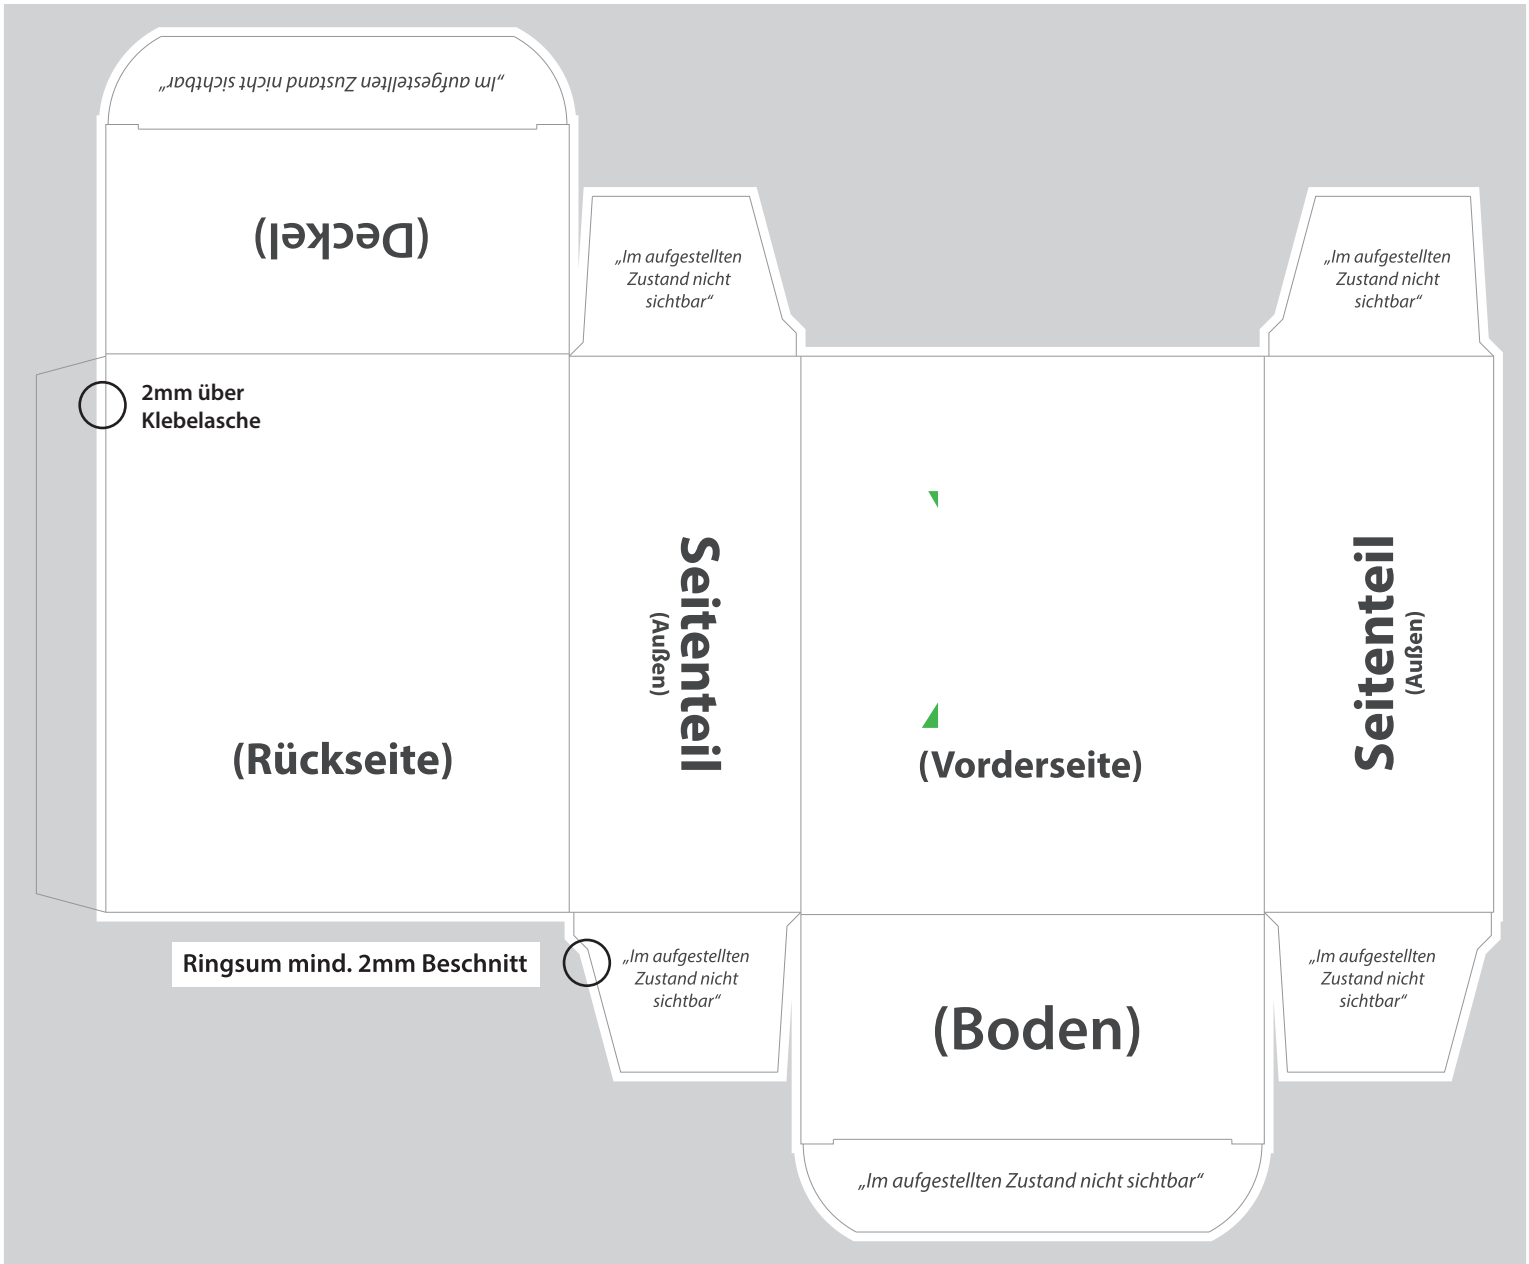 „Im aufgestellten Zustand nicht sichtbar“
(Deckel)
„Im aufgestellten
Zustand nicht
sichtbar“
„Im aufgestellten
Zustand nicht
sichtbar“
2mm über
Klebelasche
Seitenteil
(Außen)
Seitenteil
(Außen)
(Rückseite)
(Vorderseite)
Ringsum mind. 2mm Beschnitt
„Im aufgestellten
Zustand nicht
sichtbar“
„Im aufgestellten
Zustand nicht
sichtbar“
(Boden)
„Im aufgestellten Zustand nicht sichtbar“